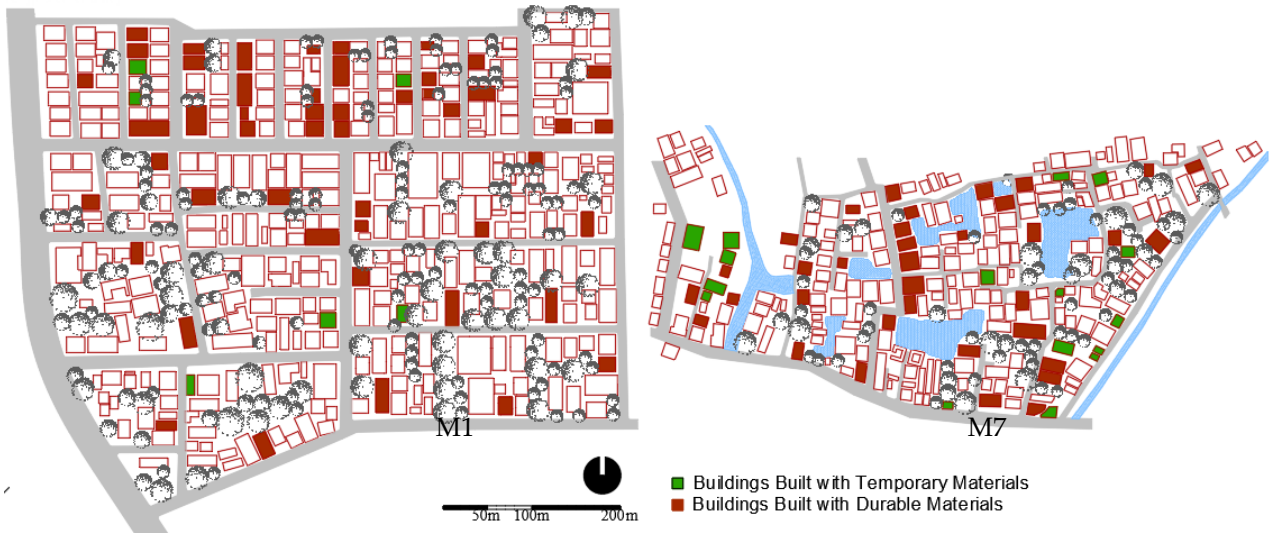 M1
M7
50m 100m 200m
Buildings Built with Temporary Materials
Buildings Built with Durable Materials